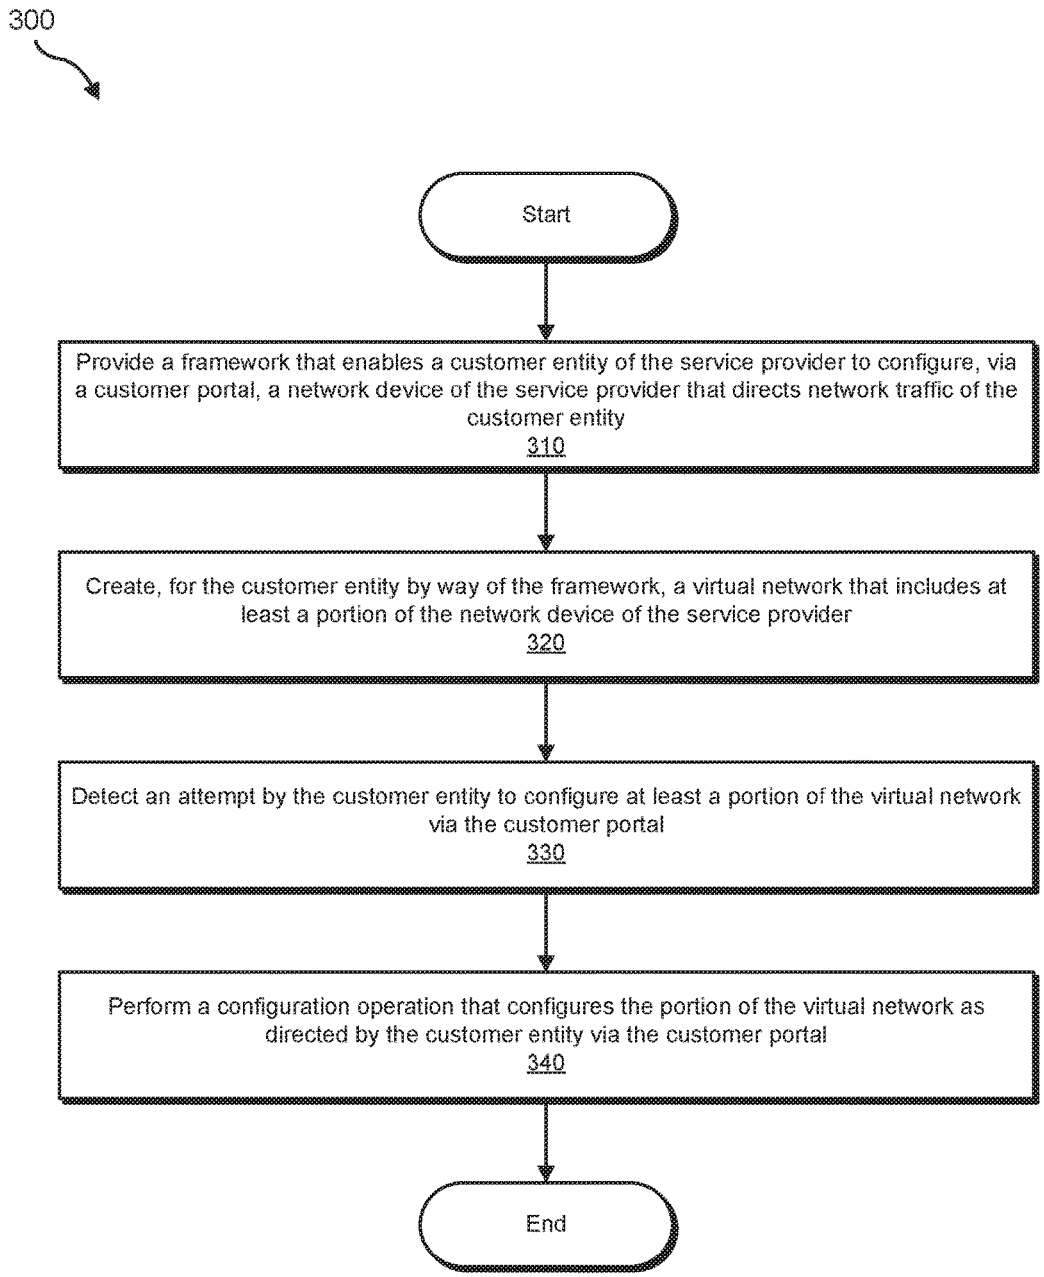 300
Start
Provide a framework that enables a customer entity of the service provider to configure, via
a customer portal, a network device of the service provider that directs network traffic of the
customer entity
310
Create, for the customer entity by way of the framework, a virtual network that includes at
least a portion of the network device of the service provider
320
Detect an attempt by the customer entity to configure at least a portion of the virtual network
via the customer portal
330
Perform a configuration operation that configures the portion of the virtual network as
directed by the customer entity via the customer portal
340
End